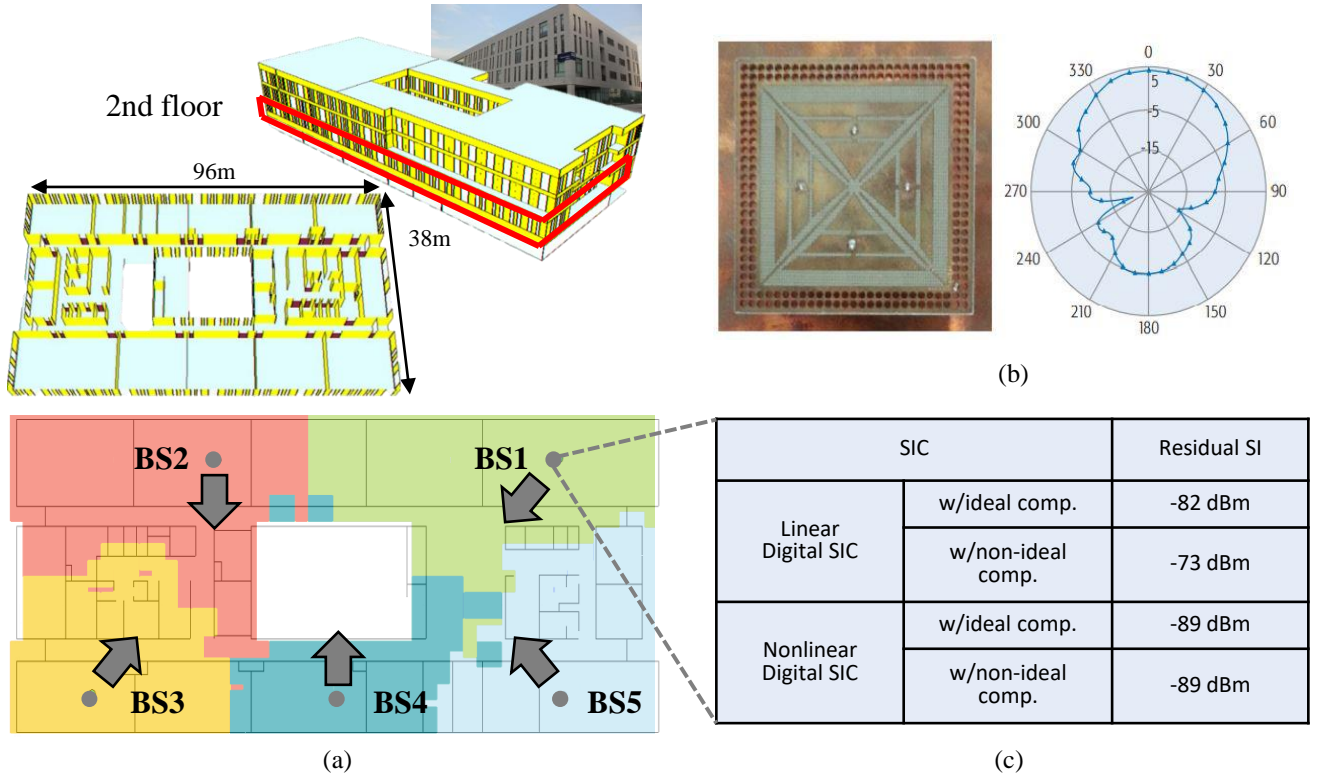 2nd floor
96m
38m
0
30
60
90
120
150
180
210
240
270
300
330
5
-5
-15
(b)
BS2
BS1
BS3
BS4
BS5
(a)
SIC
Residual SI
Linear
Digital SIC
w/ideal comp.
-82 dBm
w/non-ideal
comp.
-73 dBm
Nonlinear
Digital SIC
w/ideal comp.
-89 dBm
w/non-ideal
comp.
-89 dBm
(c)